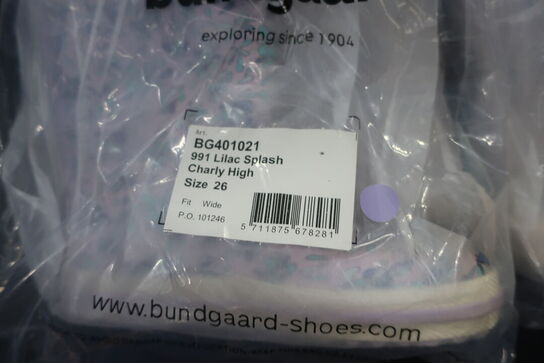 bundgaard
exploring since 1904
Art.
BG401021
991 Lilac Splash
Charly High
Size 26
Fit Wide
P.O. 101246
5 711875 678281
www.bundgaard-shoes.com